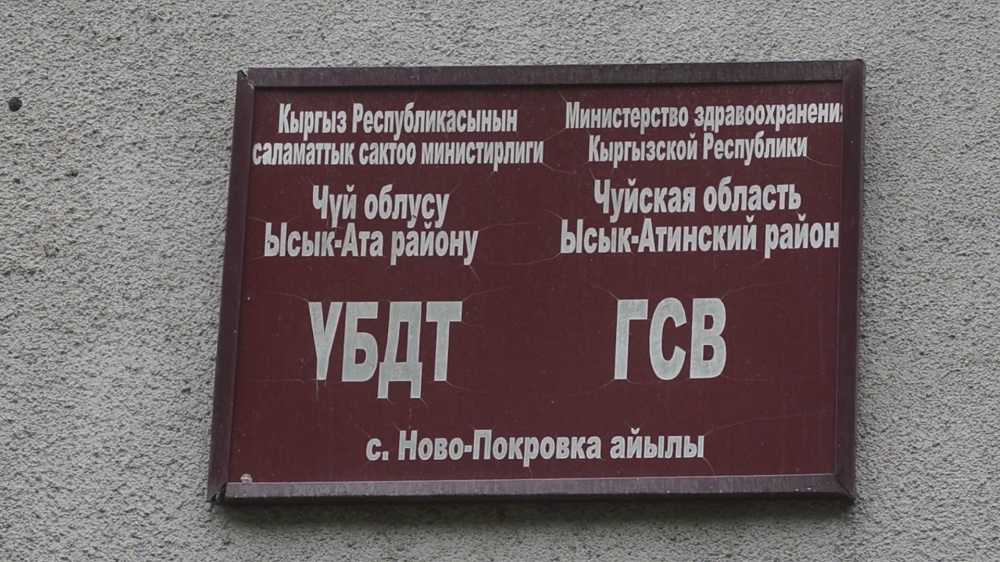 Кыргыз Республикасынын
саламаттык сактоо министирлиги
Чүй облусу
Ысык-Ата району
ҮБДТ
Министерство здравоохранения
Кыргызской Республики
Чуйская область
Ысык-Атинский район
ГСВ
с. Ново-Покровка айылы